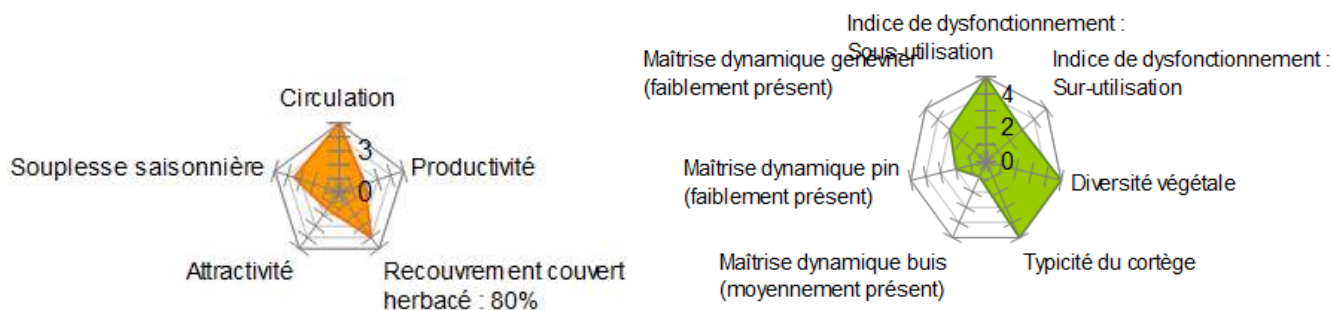 Circulation
3
Souplesse saisonnière
Productivité
0
Attractivité
Recouvrement couvert
herbacé : 80%
Indice de dysfonctionnement :
Sous-utilisation
Maîtrise dynamique genévrier
(faiblement présent)
Indice de dysfonctionnement :
Sur-utilisation
4
2
0
Maîtrise dynamique pin
(faiblement présent)
Diversité végétale
Maîtrise dynamique buis
(moyennement présent)
Typicité du cortège